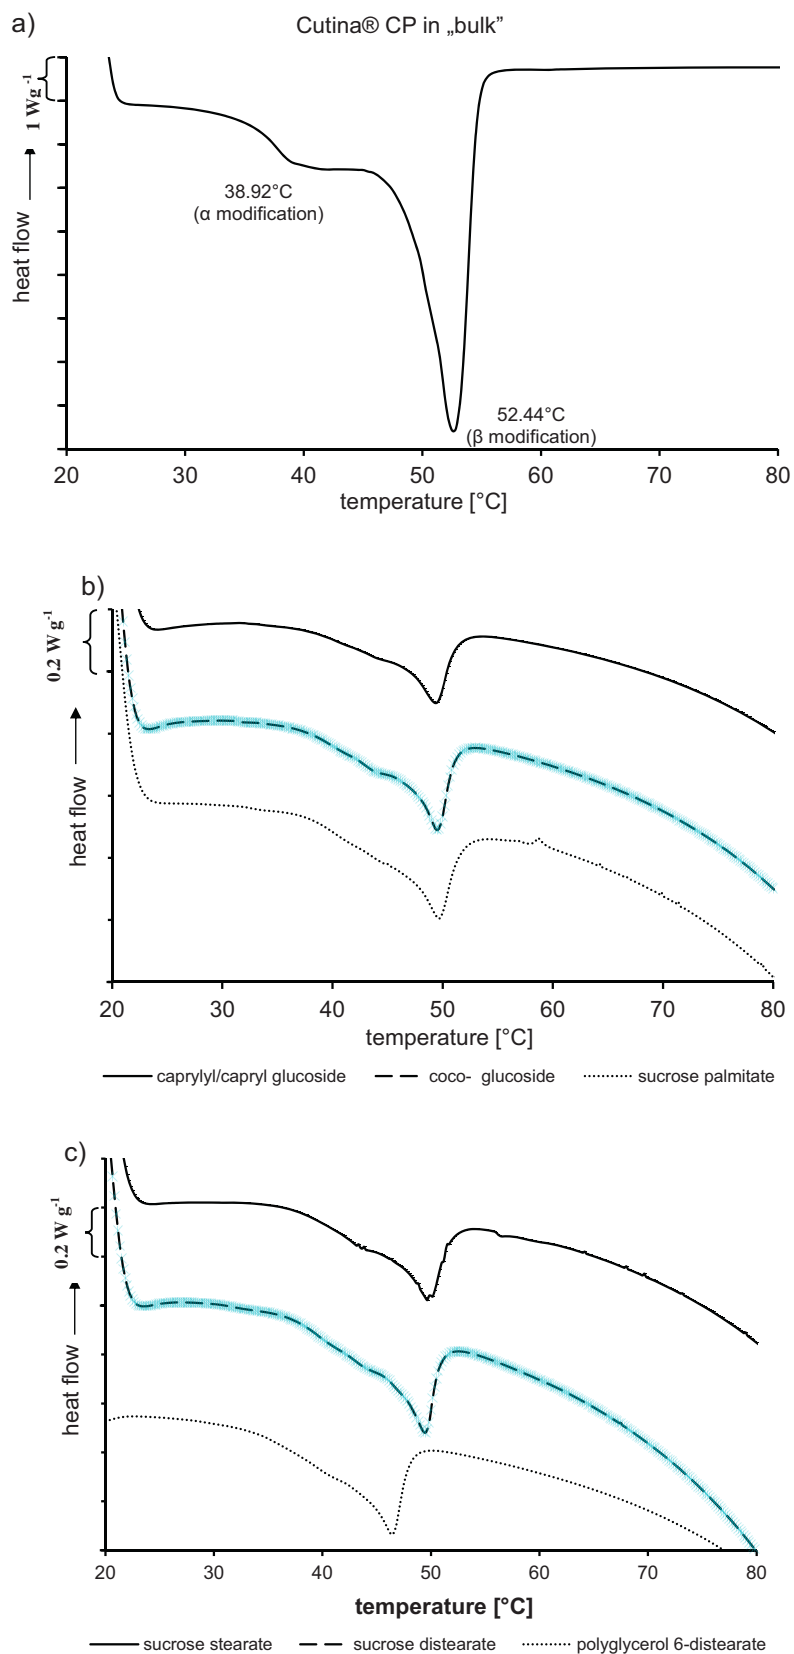 a)
Cutina® CP in „bulk”
1 Wg⁻¹
heat flow
38.92°C
(α modification)
52.44°C
(β modification)
20 30 40 50 60 70 80
temperature [°C]
b)
0.2 W g⁻¹
heat flow
20 30 40 50 60 70 80
temperature [°C]
caprylyl/capryl glucoside coco- glucoside sucrose palmitate
c)
0.2 W g⁻¹
heat flow
20 30 40 50 60 70 80
temperature [°C]
sucrose stearate sucrose distearate polyglycerol 6-distearate